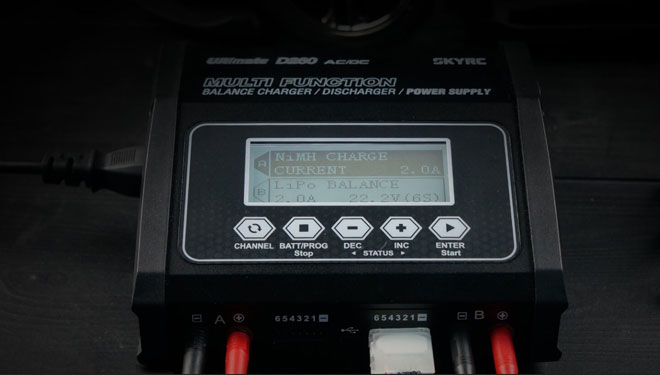 Ultimate D260 AC/DC SKYRC
MULTI FUNCTION
BALANCE CHARGER / DISCHARGER / POWER SUPPLY
A NiMH CHARGE
CURRENT 2.0A
B LiPo BALANCE
2.0A 22.2V(6S)
CHANNEL BATT/PROG DEC INC ENTER
Stop ◄ STATUS ► Start
− A + 654321− 654321− − B +